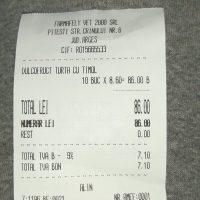 FARMAFELY VET 2000 SRL
PITESTI STR.CRINULUI NR.8
JUD.ARGES
CIF: RO15665533
DULCOFRUCT TURTA CU TIMOL
10 BUC X 8.60= 86.00 B
TOTAL LEI 86.00
NUMERAR LEI 86.00
REST 0.00
TOTAL TVA B - 9% 7.10
TOTAL TVA BON 7.10
ALIN